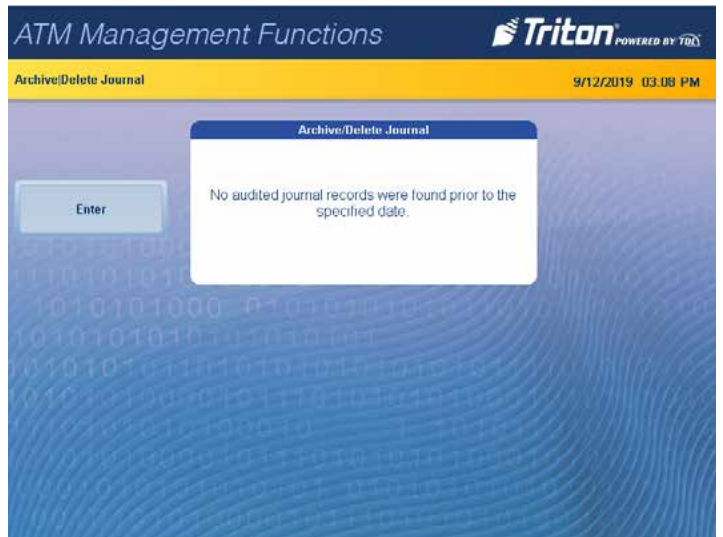 ATM Management Functions
Triton POWERED BY TDL
Archive|Delete Journal
9/12/2019 03:08 PM
Archive/Delete Journal
No audited journal records were found prior to the
specified date.
Enter